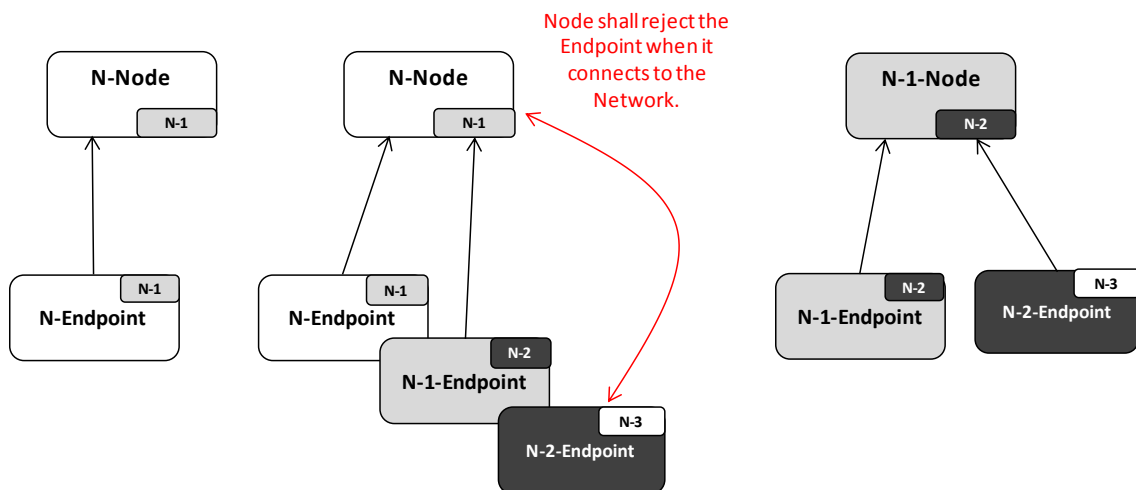 Node shall reject the
Endpoint when it
connects to the
Network.
N-Node
N-1
N-Node
N-1
N-1-Node
N-2
N-1
N-Endpoint
N-1
N-Endpoint
N-2
N-1-Endpoint
N-3
N-2-Endpoint
N-2
N-1-Endpoint
N-3
N-2-Endpoint